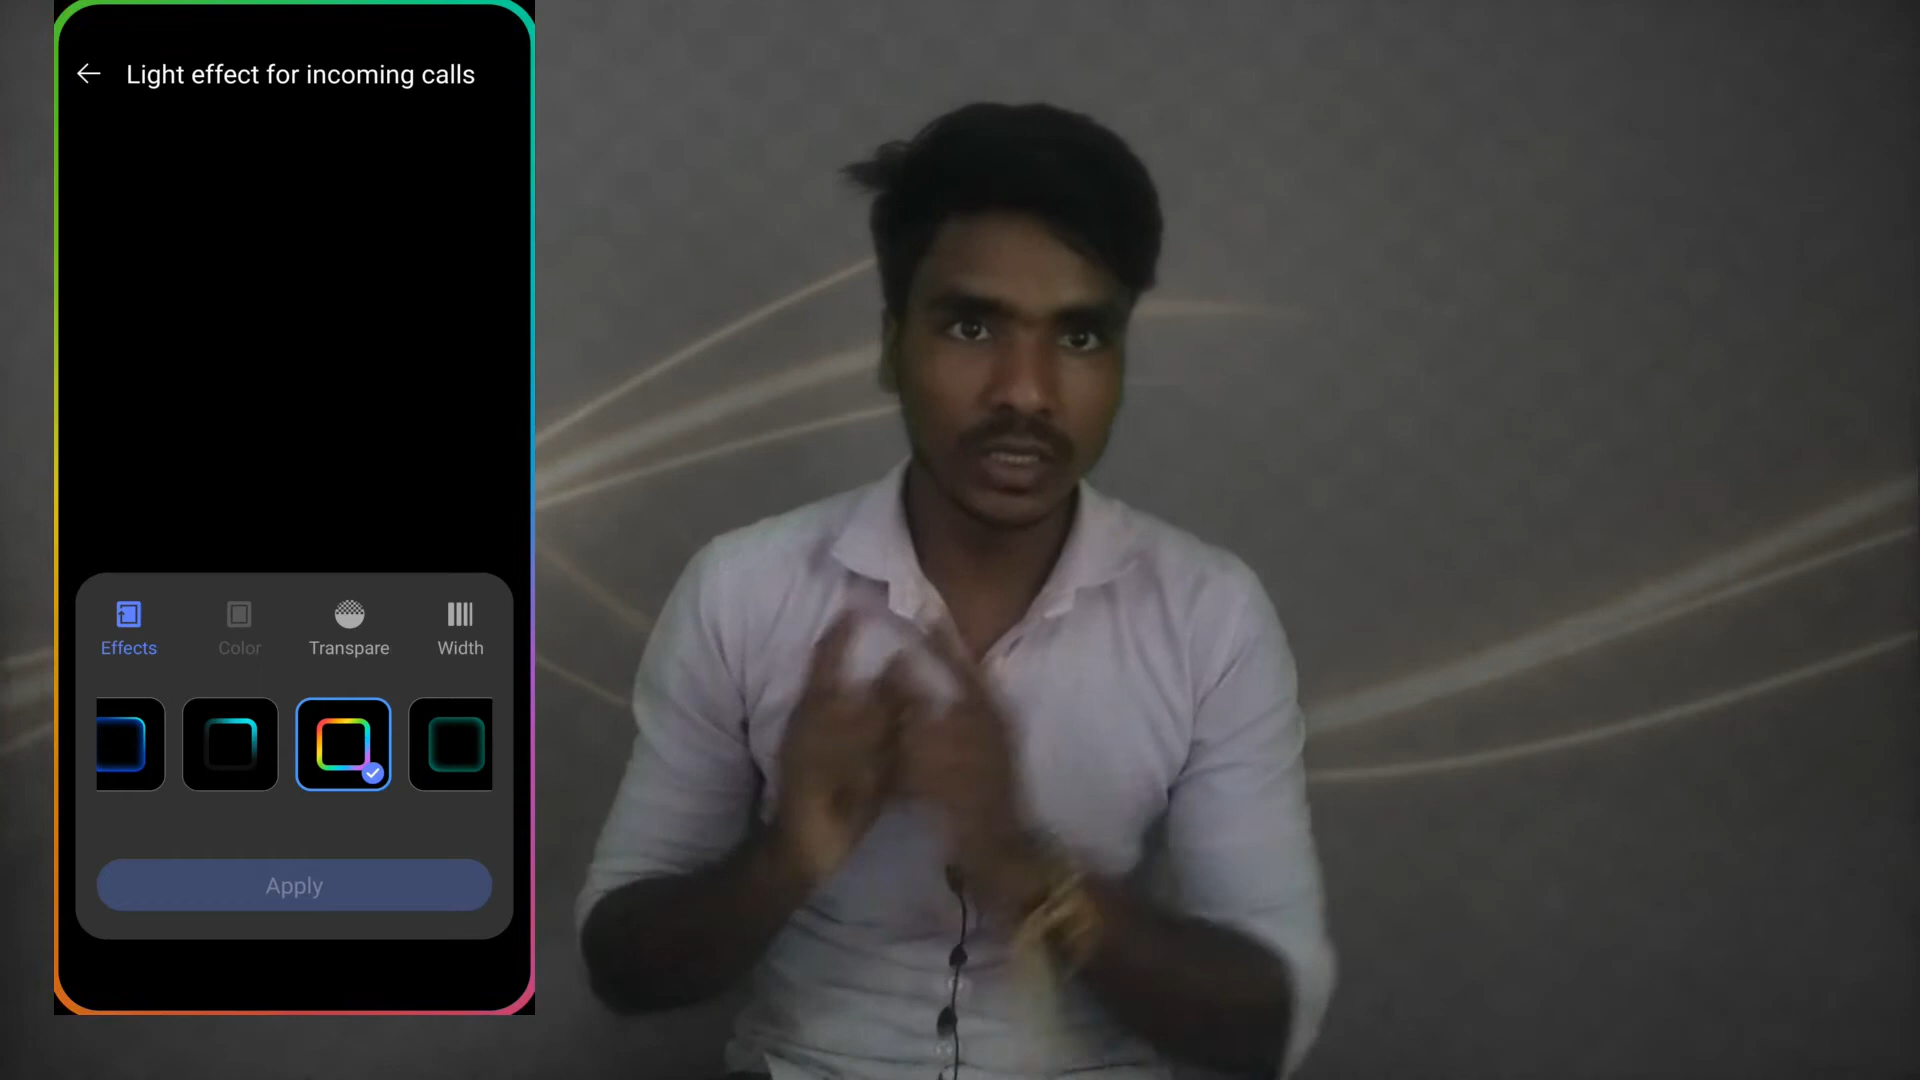 Light effect for incoming calls
Effects
Color
Transpare
Width
Apply